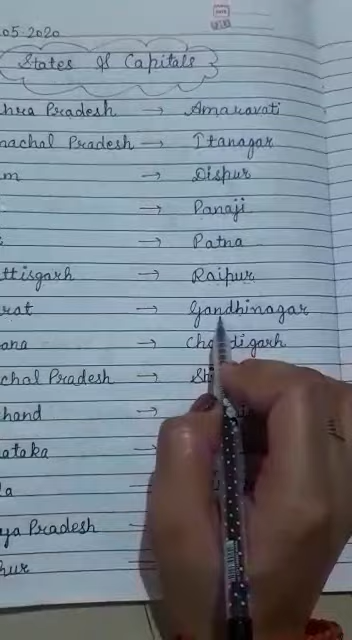 05.2020
States & Capitals
hra Pradesh → Amaravati
nachal Pradesh → Itanagar
m → Dispur
→ Panaji
→ Patna
ttisgarh → Raipur
rat → Gandhinagar
ana → Chandigarh
chal Pradesh → Sh
hand →
ataka →
la
ya Pradesh
hur